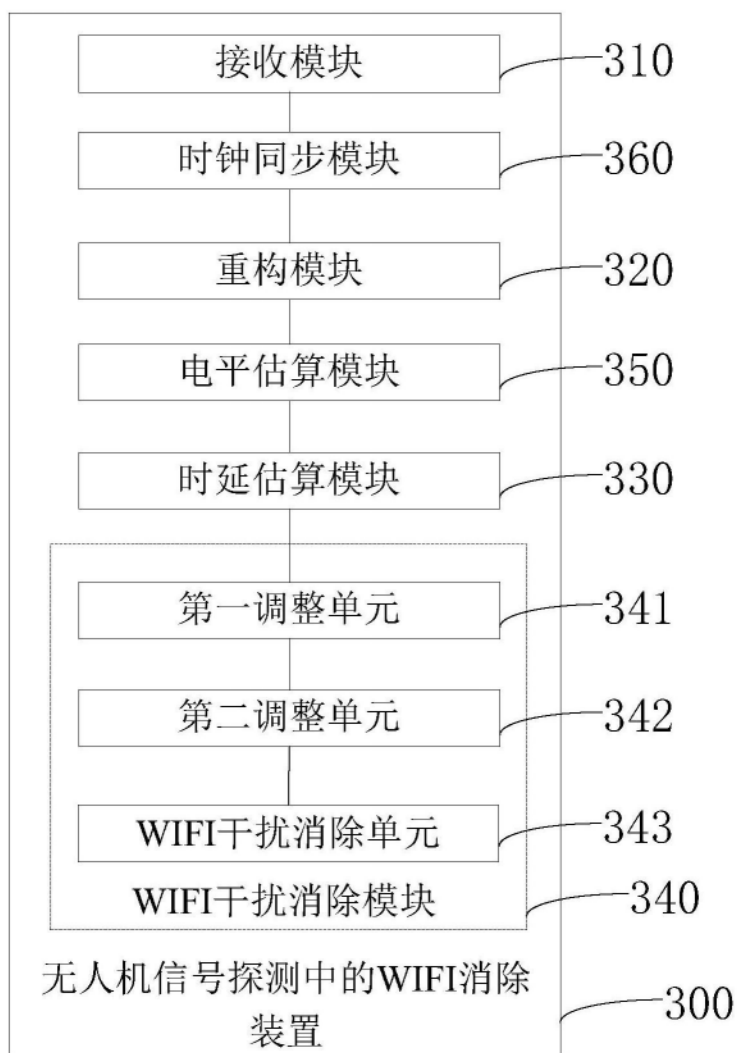 接收模块
310
时钟同步模块
360
重构模块
320
电平估算模块
350
时延估算模块
330
第一调整单元
341
第二调整单元
342
WIFI干扰消除单元
343
WIFI干扰消除模块
340
无人机信号探测中的WIFI消除
装置
300